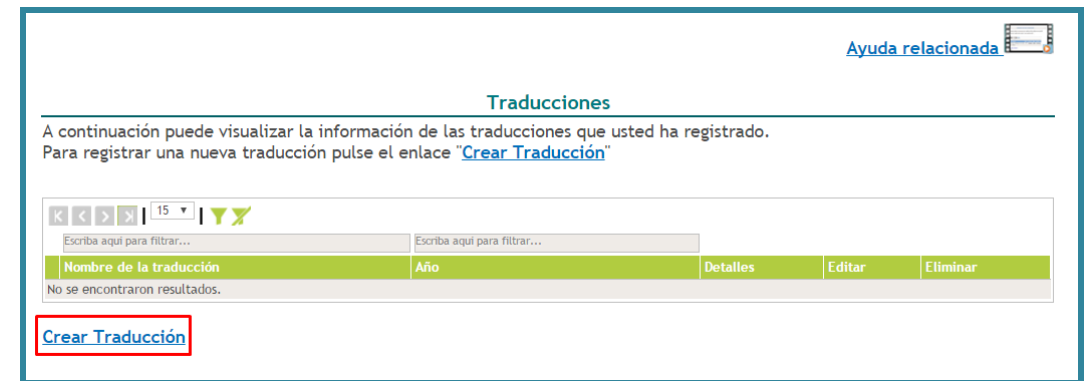 Ayuda relacionada
Traducciones
A continuación puede visualizar la información de las traducciones que usted ha registrado.
Para registrar una nueva traducción pulse el enlace "Crear Traducción"
15
Escriba aquí para filtrar... Escriba aquí para filtrar...
Nombre de la traducción Año Detalles Editar Eliminar
No se encontraron resultados.
Crear Traducción